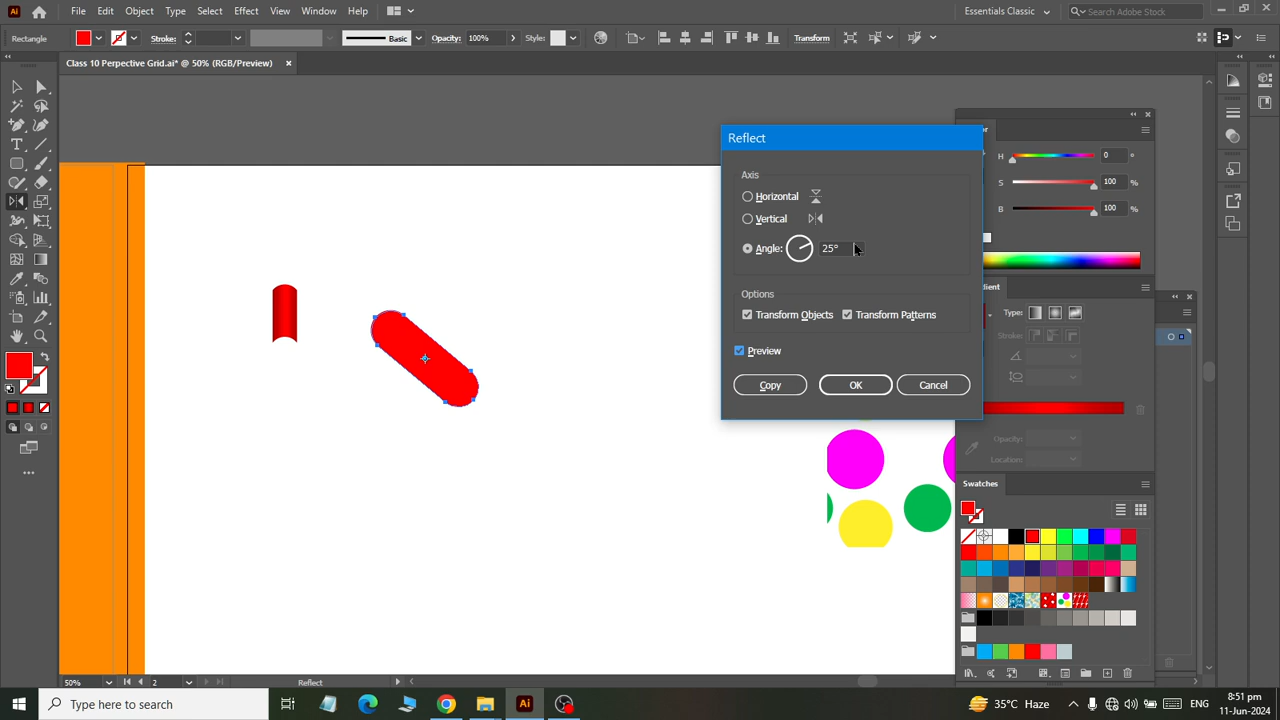 Ai
File Edit Object Type Select Effect View Window Help
Essentials Classic
Search Adobe Stock
Rectangle
Stroke:
Basic
Opacity: 100%
Style:
Transform
Class 10 Perpective Grid.ai* @ 50% (RGB/Preview)
Reflect
Axis
Horizontal
Vertical
Angle: 25°
Options
Transform Objects
Transform Patterns
Preview
Copy
OK
Cancel
H 0 °
S 100 %
B 100 %
Type:
Opacity:
Location:
Swatches
50%
2
Reflect
Type here to search
Ai
35°C Haze
8:51 pm
11-Jun-2024